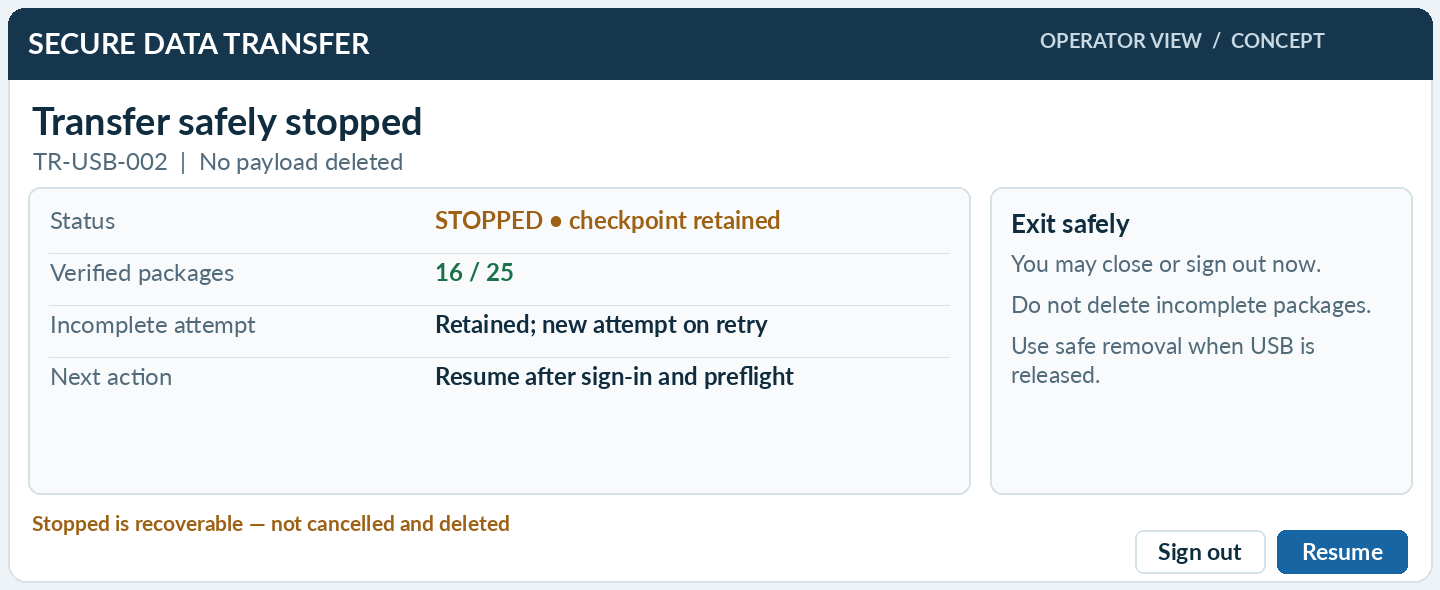 SECURE DATA TRANSFER
OPERATOR VIEW / CONCEPT
Transfer safely stopped
TR-USB-002 | No payload deleted
Status
STOPPED ● checkpoint retained
Verified packages
16 / 25
Incomplete attempt
Retained; new attempt on retry
Next action
Resume after sign-in and preflight
Exit safely
You may close or sign out now.
Do not delete incomplete packages.
Use safe removal when USB is
released.
Stopped is recoverable — not cancelled and deleted
Sign out
Resume